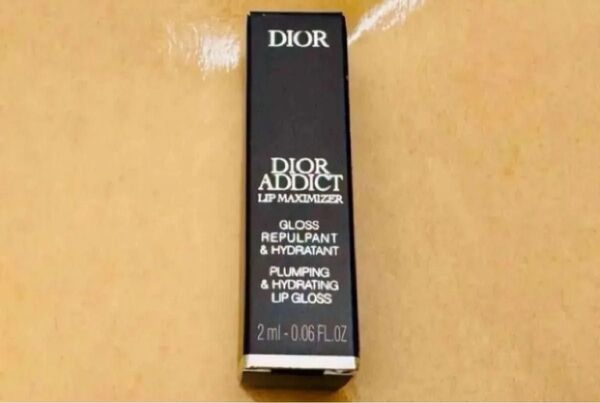 DIOR
DIOR
ADDICT
LIP MAXIMIZER
GLOSS
REPULPANT
& HYDRATANT
PLUMPING
& HYDRATING
LIP GLOSS
2 ml - 0.06 FL.OZ